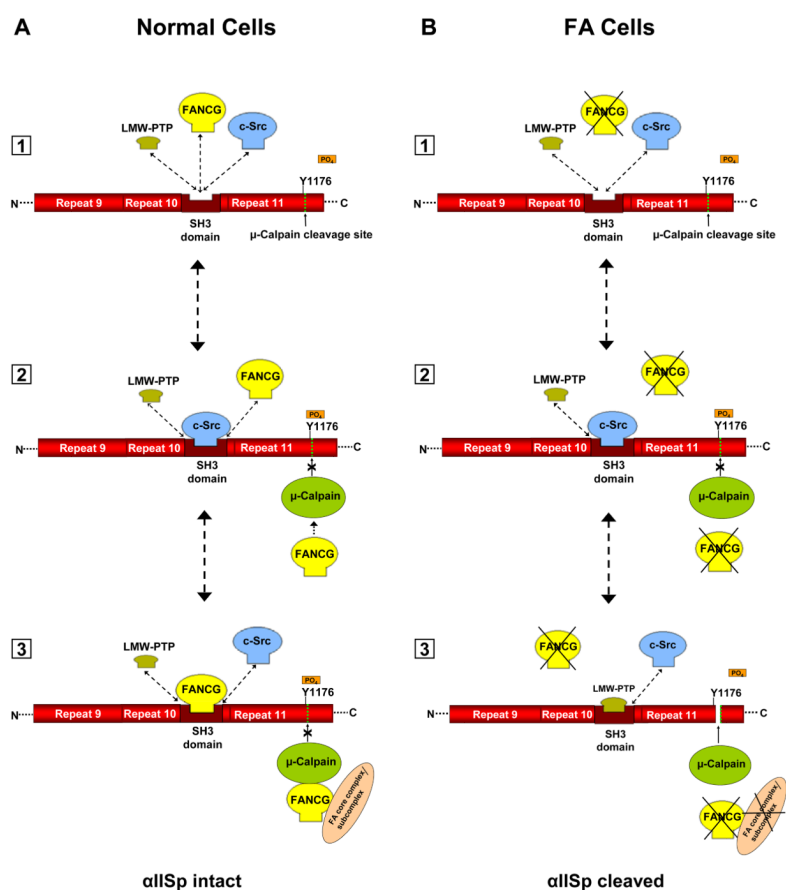 A
Normal Cells
B
FA Cells
1
LMW-PTP
FANCG
c-Src
PO4
Y1176
N
Repeat 9
Repeat 10
Repeat 11
C
SH3
domain
μ-Calpain cleavage site
1
LMW-PTP
FANCG
c-Src
PO4
Y1176
N
Repeat 9
Repeat 10
Repeat 11
C
SH3
domain
μ-Calpain cleavage site
2
LMW-PTP
c-Src
FANCG
PO4
Y1176
N
Repeat 9
Repeat 10
Repeat 11
C
SH3
domain
μ-Calpain
FANCG
2
LMW-PTP
c-Src
FANCG
PO4
Y1176
N
Repeat 9
Repeat 10
Repeat 11
C
SH3
domain
μ-Calpain
FANCG
3
LMW-PTP
FANCG
c-Src
PO4
Y1176
N
Repeat 9
Repeat 10
Repeat 11
C
SH3
domain
μ-Calpain
FANCG
FA core complex/
subcomplex
αIISp intact
3
FANCG
LMW-PTP
c-Src
PO4
Y1176
N
Repeat 9
Repeat 10
Repeat 11
C
SH3
domain
μ-Calpain
FANCG
FA core complex/
subcomplex
αIISp cleaved